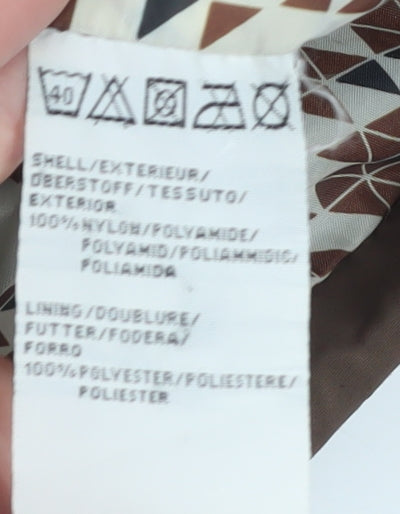 40
SHELL/EXTERIEUR/
OBERSTOFF/TESSUTO/
EXTERIOR
100% NYLON/POLYAMIDE/
POLYAMID/POLIAMMIDIC/
POLIAMIDA
LINING/DOUBLURE/
FUTTER/FODERA/
FORRO
100% POLYESTER/POLIESTERE/
POLIESTER